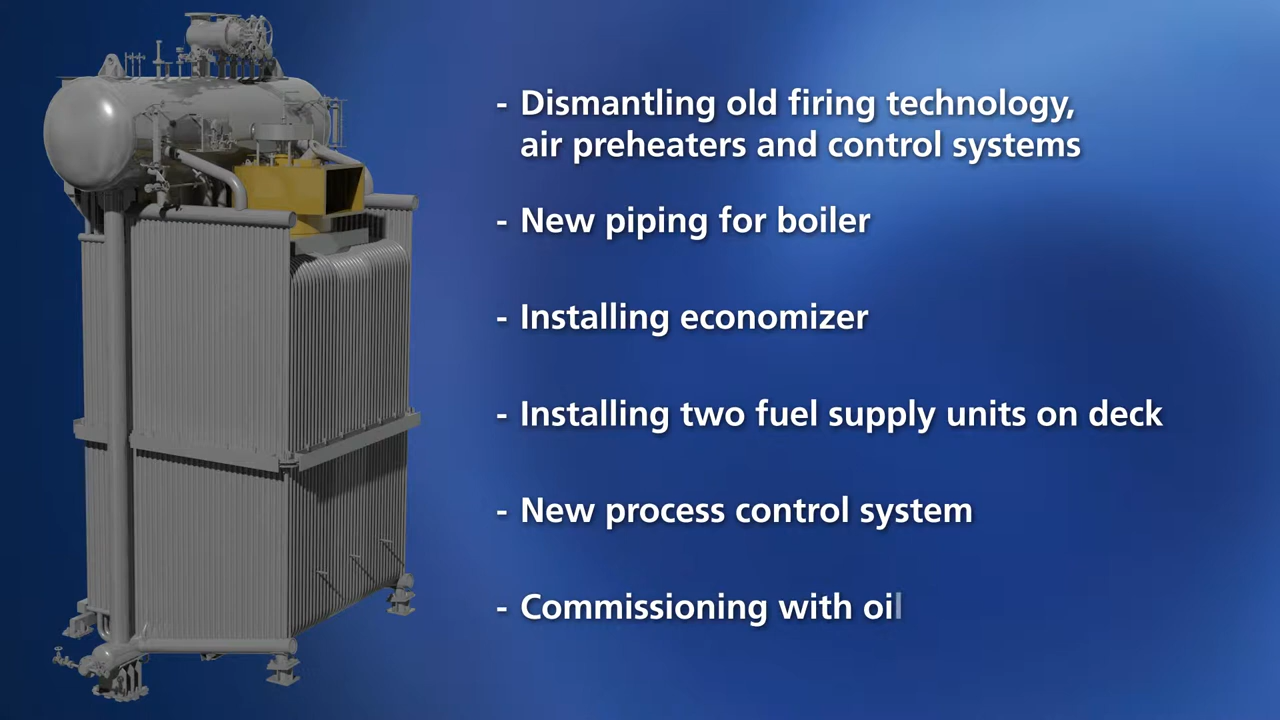 - Dismantling old firing technology,
air preheaters and control systems
- New piping for boiler
- Installing economizer
- Installing two fuel supply units on deck
- New process control system
- Commissioning with oil